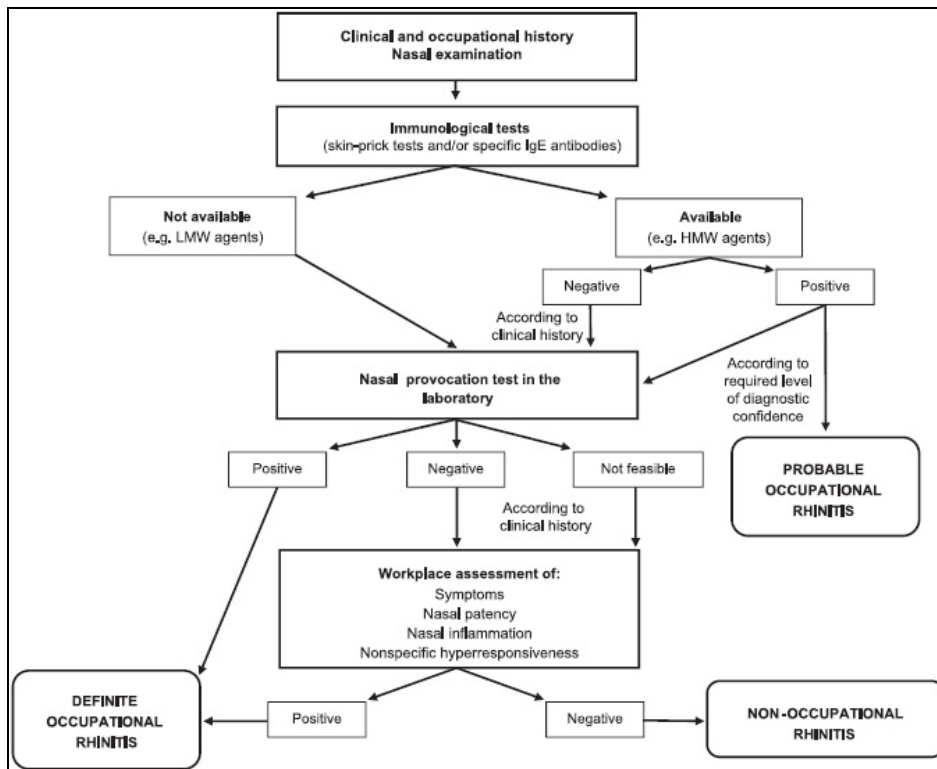 Clinical and occupational history
Nasal examination
Immunological tests
(skin-prick tests and/or specific IgE antibodies)
Not available
(e.g. LMW agents)
Available
(e.g. HMW agents)
Negative
Positive
According to
clinical history
According to
required level
of diagnostic
confidence
Nasal provocation test in the
laboratory
Positive
Negative
Not feasible
PROBABLE
OCCUPATIONAL
RHINITIS
According to
clinical history
Workplace assessment of:
Symptoms
Nasal patency
Nasal inflammation
Nonspecific hyperresponsiveness
DEFINITE
OCCUPATIONAL
RHINITIS
Positive
Negative
NON-OCCUPATIONAL
RHINITIS